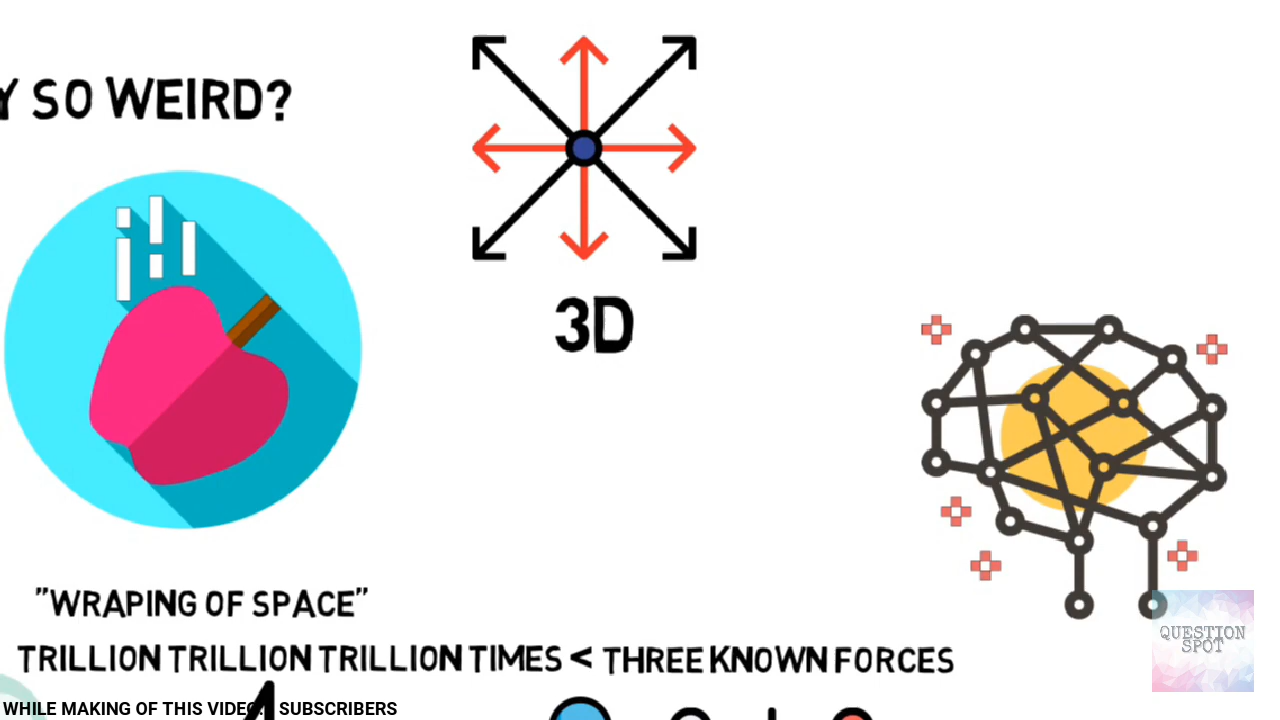 Y SO WEIRD?
3D
"WRAPING OF SPACE"
TRILLION TRILLION TRILLION TIMES < THREE KNOWN FORCES
QUESTION
SPOT
WHILE MAKING OF THIS VIDEO: SUBSCRIBERS